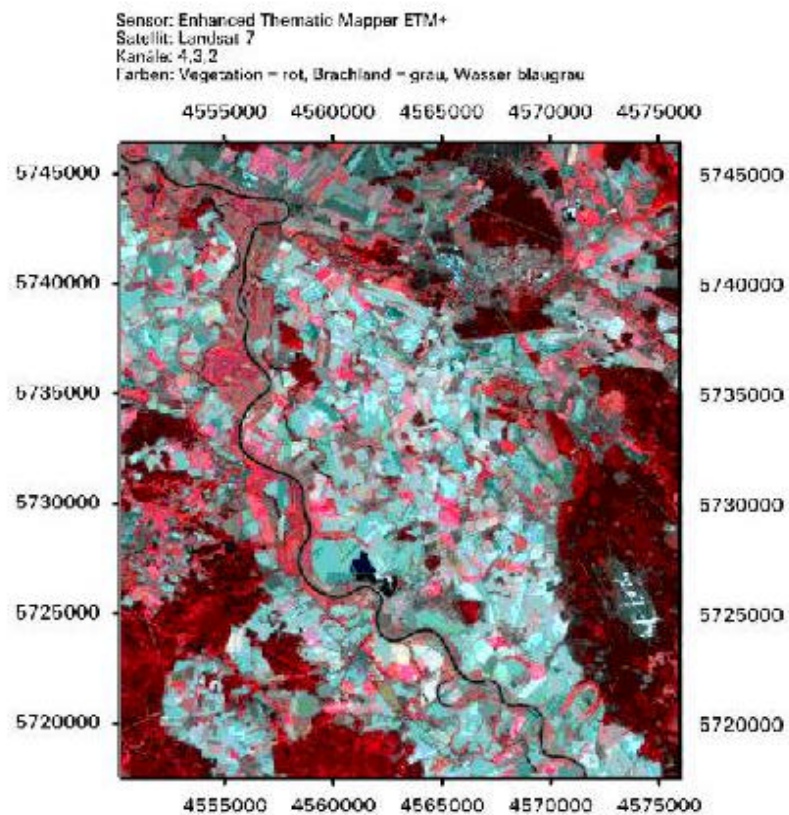 Sensor: Enhanced Thematic Mapper ETM+
Satellit: Landsat 7
Kanäle: 4,3,2
Farben: Vegetation = rot, Brachland = grau, Wasser blaugrau
4555000 4560000 4565000 4570000 4575000
5745000 5745000
5740000 5740000
5735000 5735000
5730000 5730000
5725000 5725000
5720000 5720000
4555000 4560000 4565000 4570000 4575000